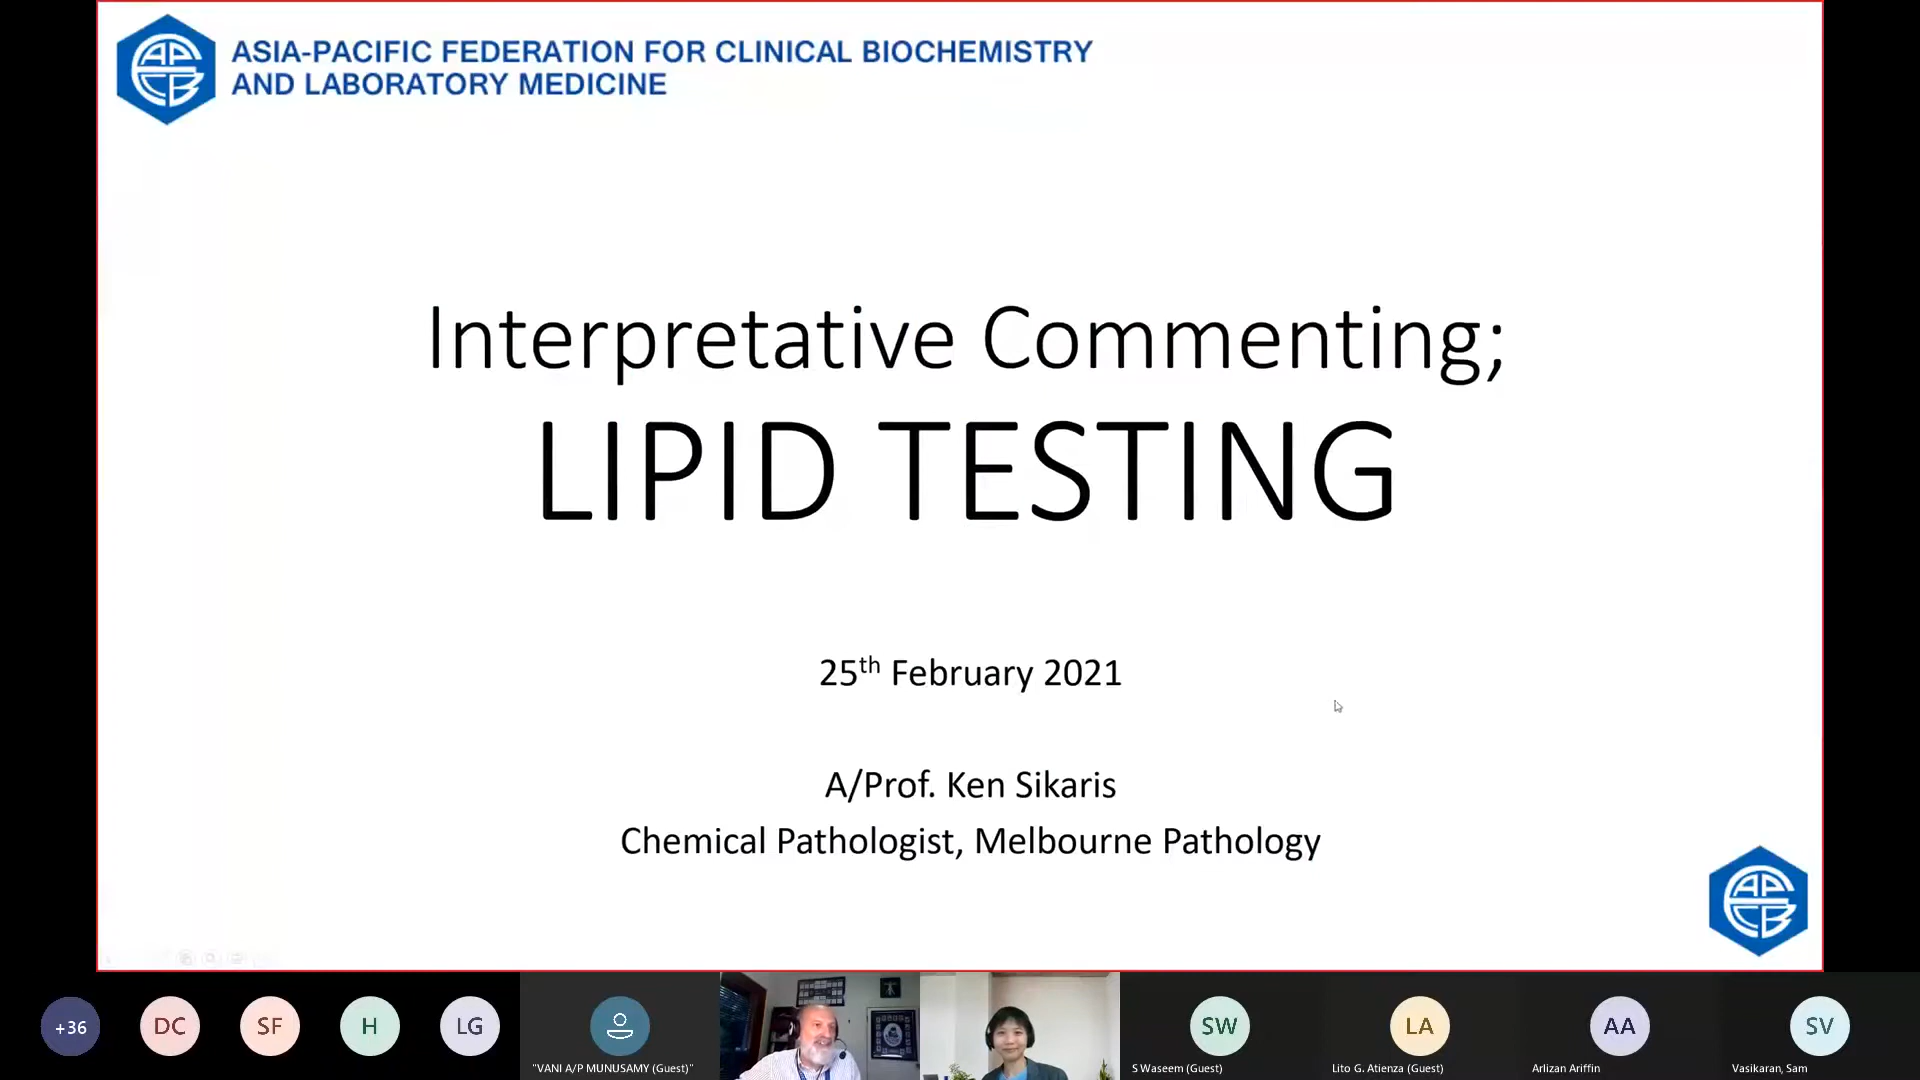 ASIA-PACIFIC FEDERATION FOR CLINICAL BIOCHEMISTRY
AND LABORATORY MEDICINE
Interpretative Commenting;
LIPID TESTING
25th February 2021
A/Prof. Ken Sikaris
Chemical Pathologist, Melbourne Pathology
APFCB
+36
DC
SF
H
LG
"VANI A/P MUNUSAMY (Guest)"
SW
S Waseem (Guest)
LA
Lito G. Atienza (Guest)
AA
Arlizan Ariffin
SV
Vasikaran, Sam